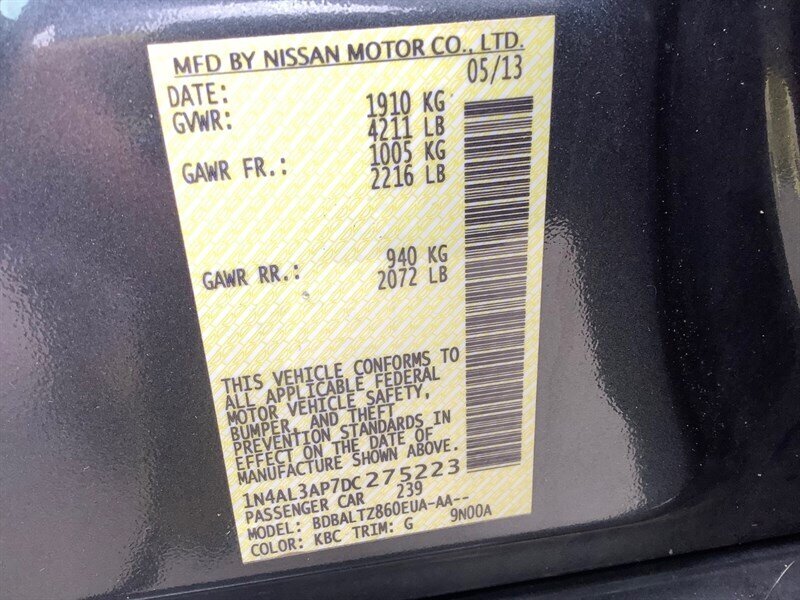 MFD BY NISSAN MOTOR CO., LTD.
DATE: 05/13
GVWR: 1910 KG
4211 LB
GAWR FR.: 1005 KG
2216 LB
GAWR RR.: 940 KG
2072 LB
THIS VEHICLE CONFORMS TO
ALL APPLICABLE FEDERAL
MOTOR VEHICLE SAFETY,
BUMPER, AND THEFT
PREVENTION STANDARDS IN
EFFECT ON THE DATE OF
MANUFACTURE SHOWN ABOVE.
1N4AL3AP7DC275223
PASSENGER CAR 239
MODEL: BDBALTZ860EUA-AA--
COLOR: KBC TRIM: G 9N00A